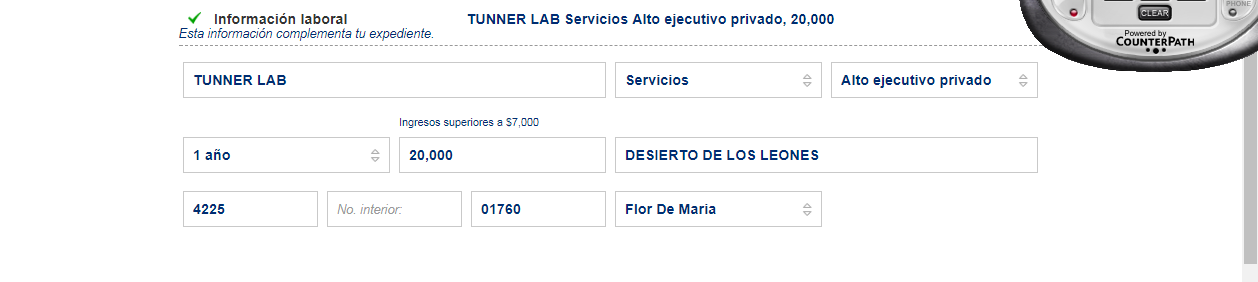 Información laboral TUNNER LAB Servicios Alto ejecutivo privado, 20,000
Esta información complementa tu expediente.
CLEAR
PHONE
Powered by
COUNTERPATH
TUNNER LAB Servicios Alto ejecutivo privado
Ingresos superiores a $7,000
1 año 20,000 DESIERTO DE LOS LEONES
4225 No. interior: 01760 Flor De Maria